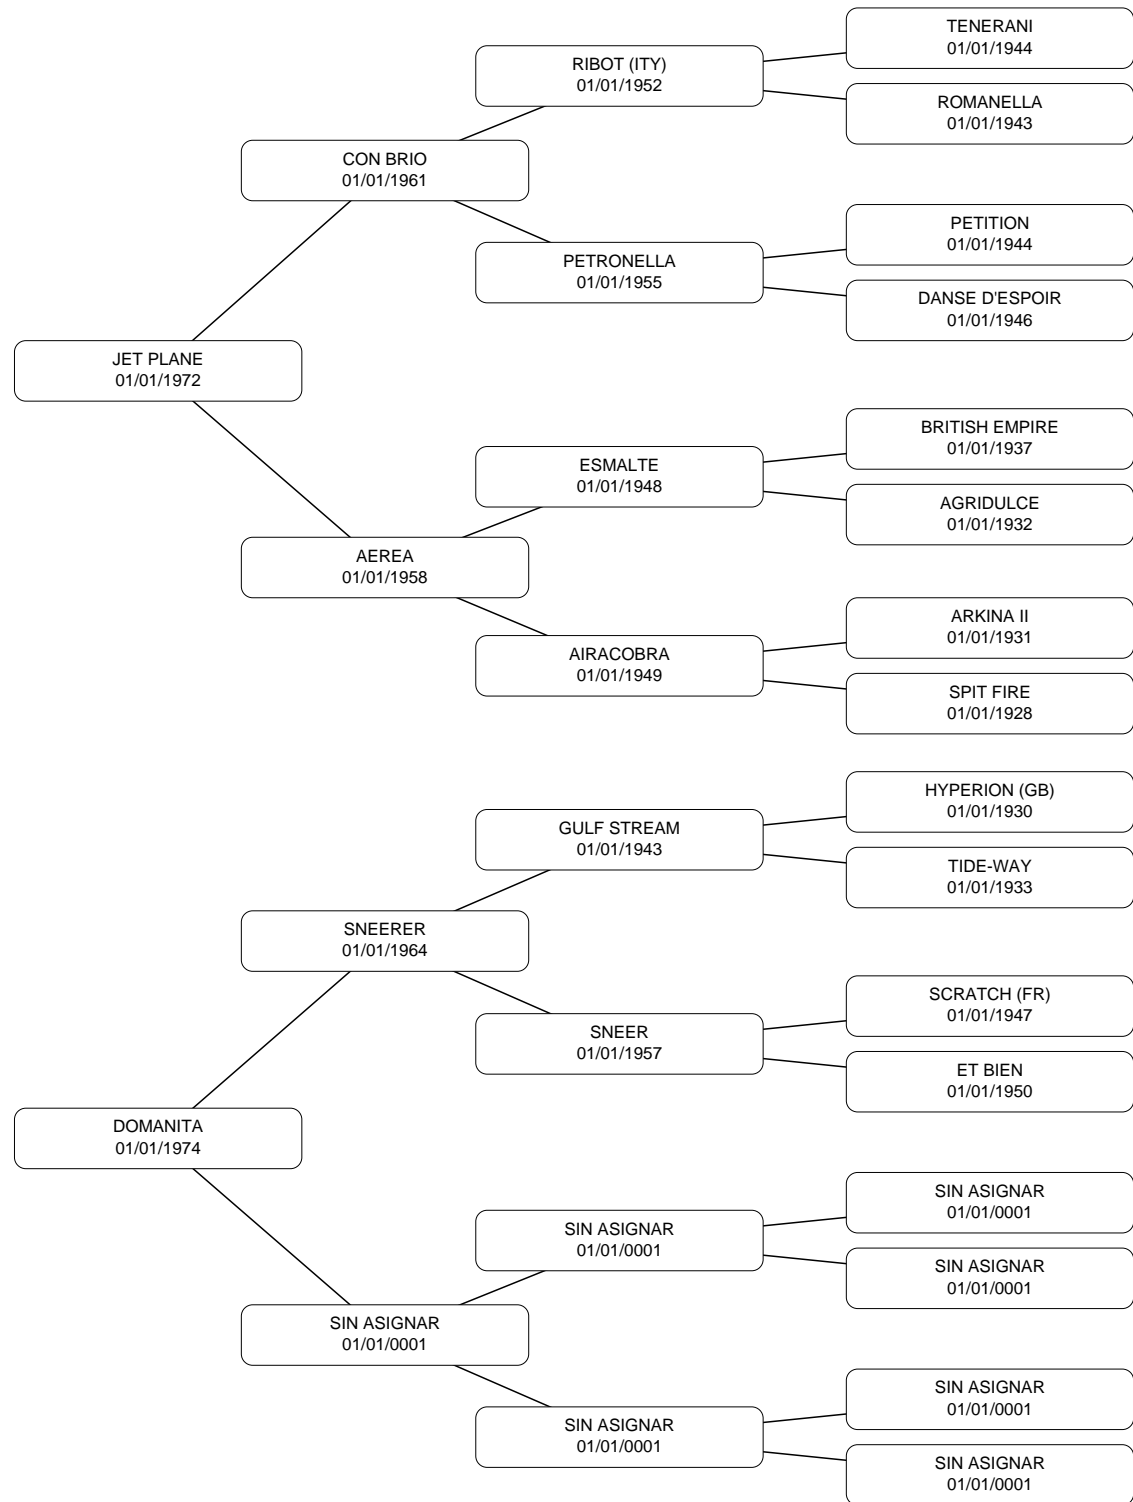 TENERANI
01/01/1944
RIBOT (ITY)
01/01/1952
ROMANELLA
01/01/1943
CON BRIO
01/01/1961
PETITION
01/01/1944
PETRONELLA
01/01/1955
DANSE D'ESPOIR
01/01/1946
JET PLANE
01/01/1972
BRITISH EMPIRE
01/01/1937
ESMALTE
01/01/1948
AGRIDULCE
01/01/1932
AEREA
01/01/1958
ARKINA II
01/01/1931
AIRACOBRA
01/01/1949
SPIT FIRE
01/01/1928
HYPERION (GB)
01/01/1930
GULF STREAM
01/01/1943
TIDE-WAY
01/01/1933
SNEERER
01/01/1964
SCRATCH (FR)
01/01/1947
SNEER
01/01/1957
ET BIEN
01/01/1950
DOMANITA
01/01/1974
SIN ASIGNAR
01/01/0001
SIN ASIGNAR
01/01/0001
SIN ASIGNAR
01/01/0001
SIN ASIGNAR
01/01/0001
SIN ASIGNAR
01/01/0001
SIN ASIGNAR
01/01/0001
SIN ASIGNAR
01/01/0001